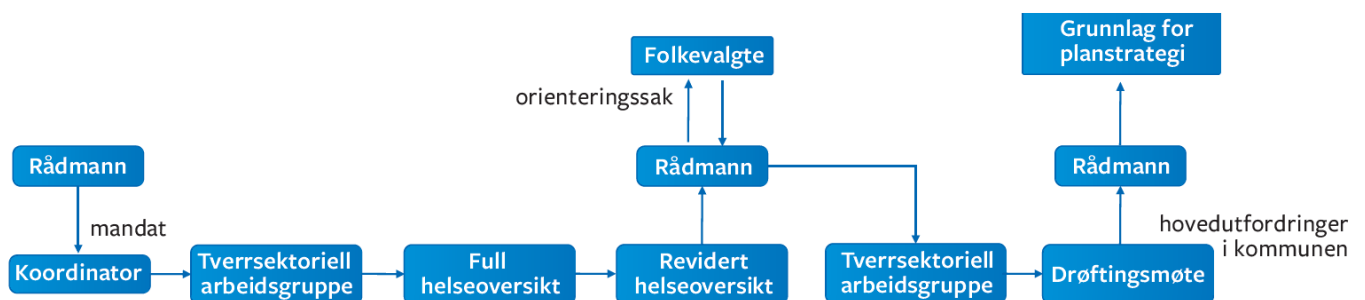 Grunnlag for
planstrategi
Folkevalgte
orienteringssak
Rådmann
Rådmann
Rådmann
mandat
hovedutfordringer
i kommunen
Koordinator
Tverrsektoriell
arbeidsgruppe
Full
helseoversikt
Revidert
helseoversikt
Tverrsektoriell
arbeidsgruppe
Drøftingsmøte